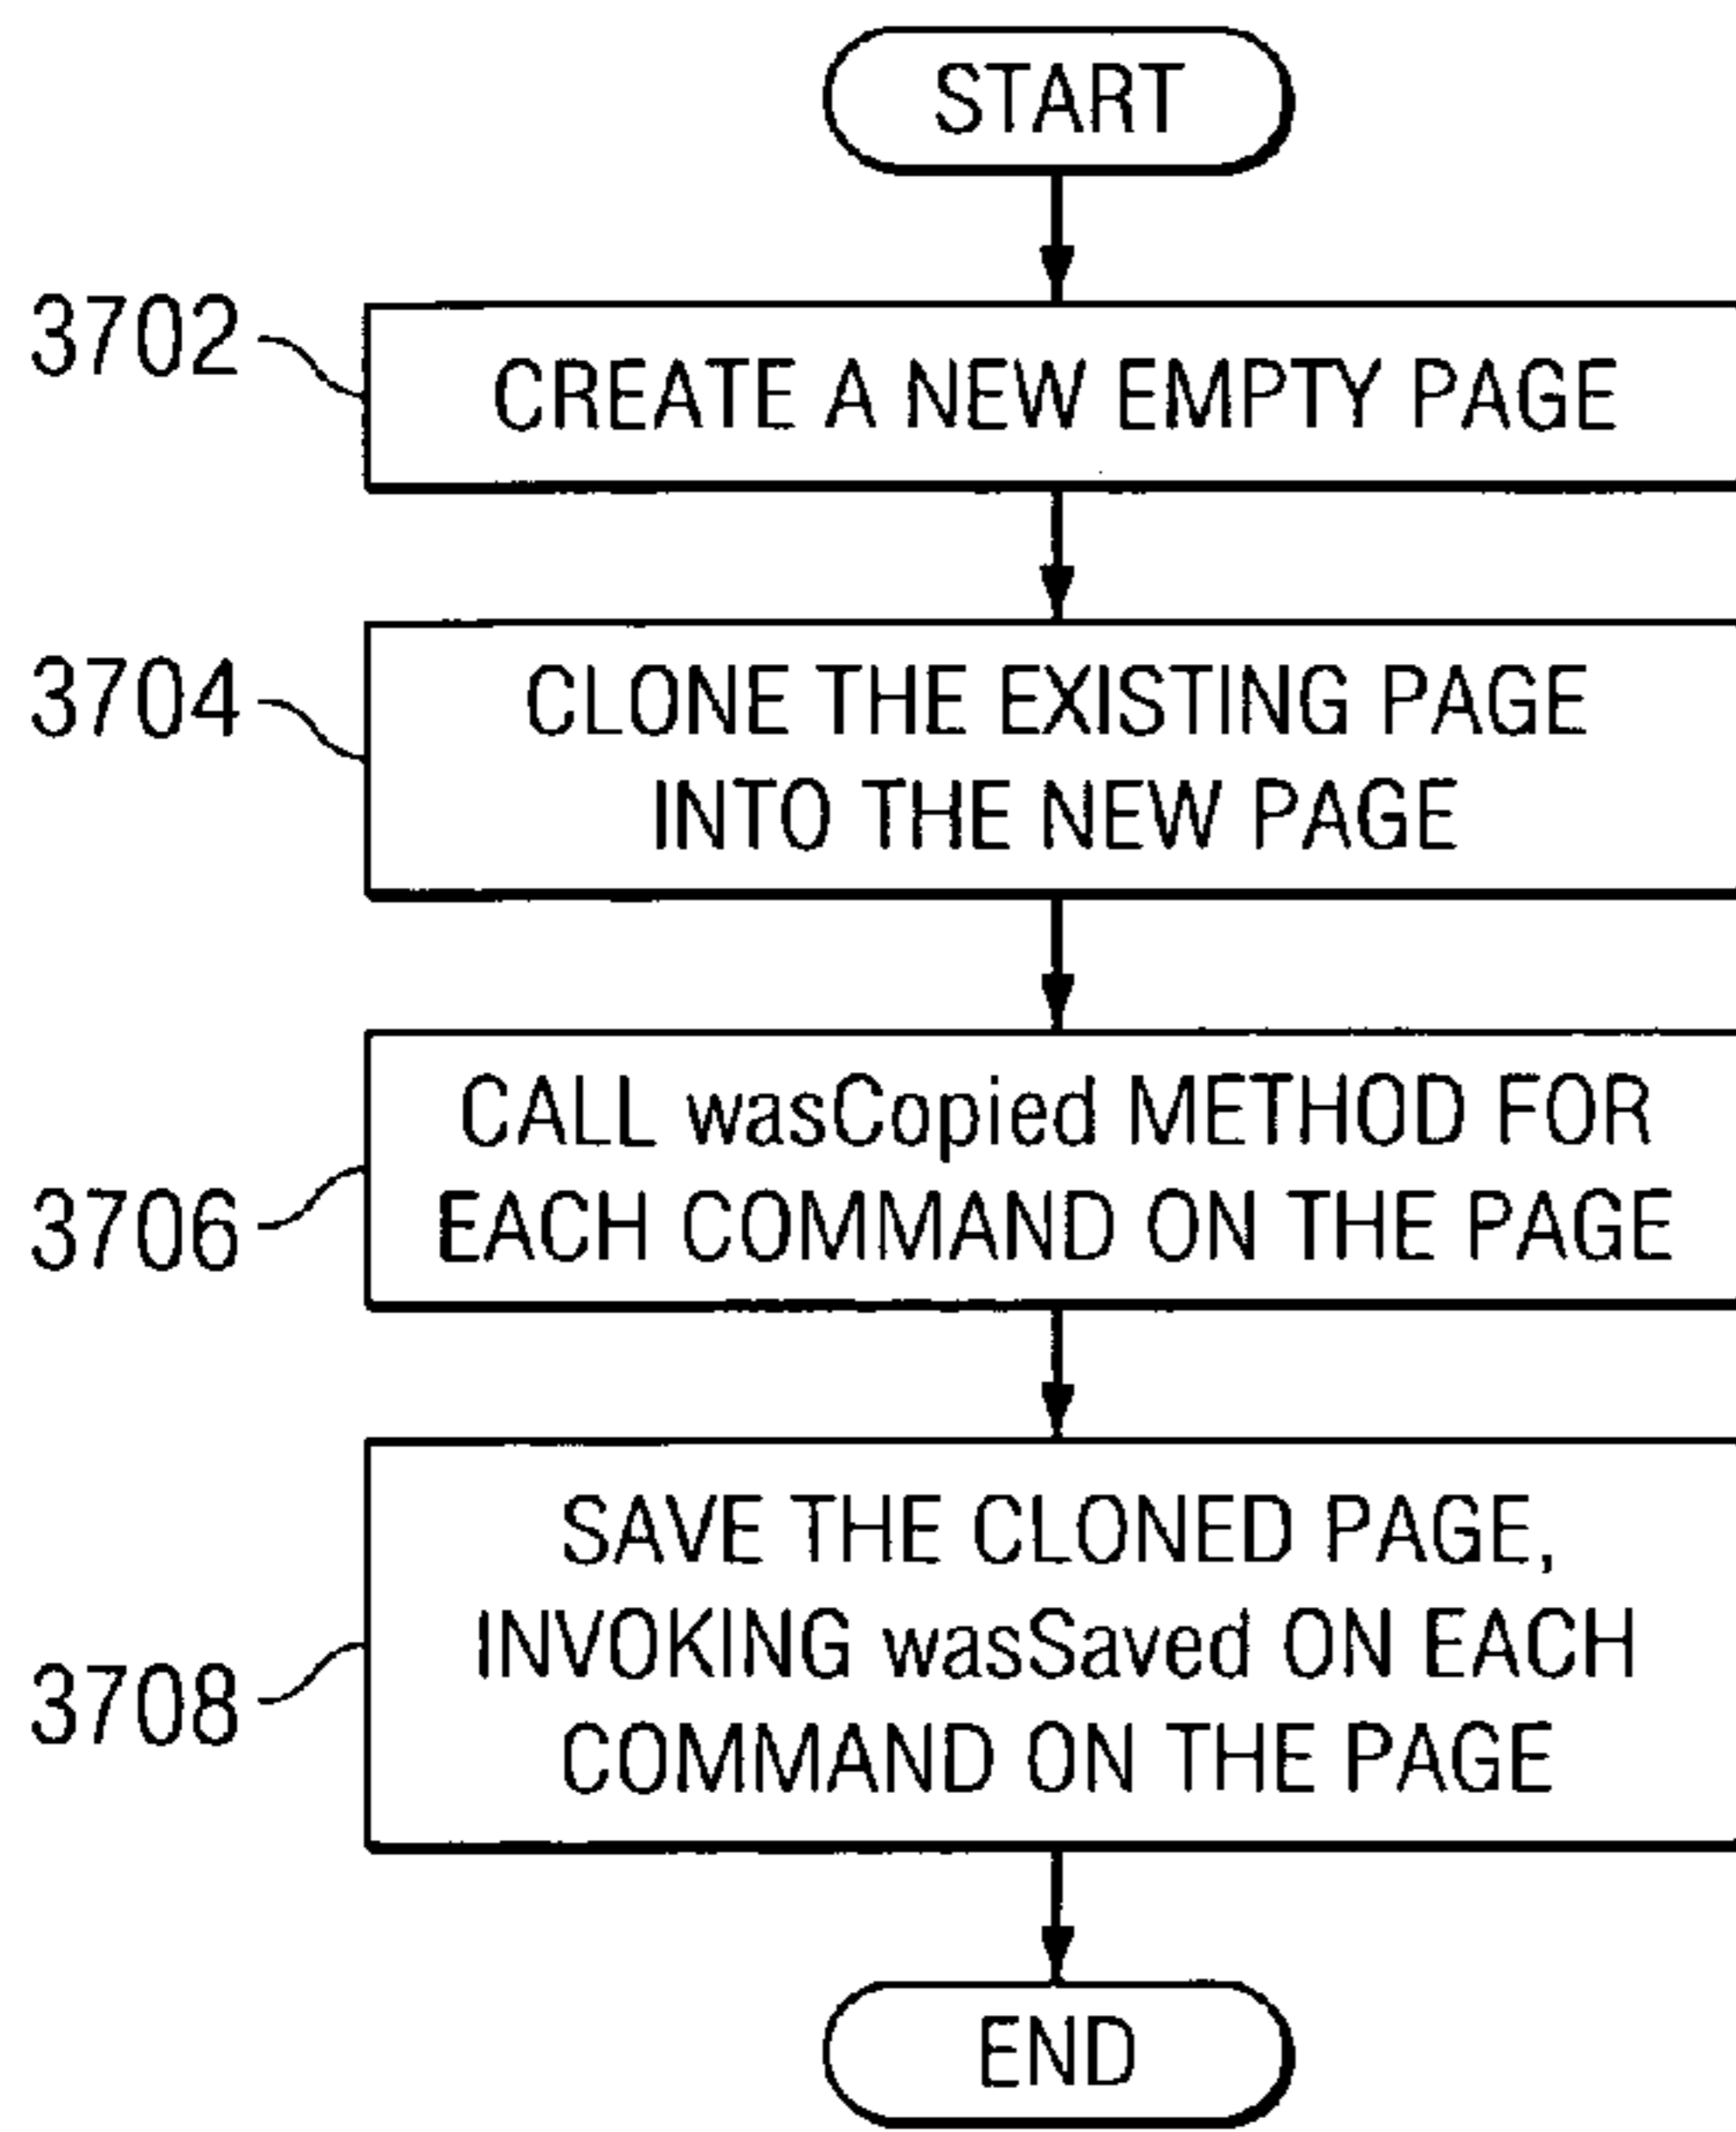 START
3702
CREATE A NEW EMPTY PAGE
3704
CLONE THE EXISTING PAGE
INTO THE NEW PAGE
3706
CALL wasCopied METHOD FOR
EACH COMMAND ON THE PAGE
3708
SAVE THE CLONED PAGE,
INVOKING wasSaved ON EACH
COMMAND ON THE PAGE
END